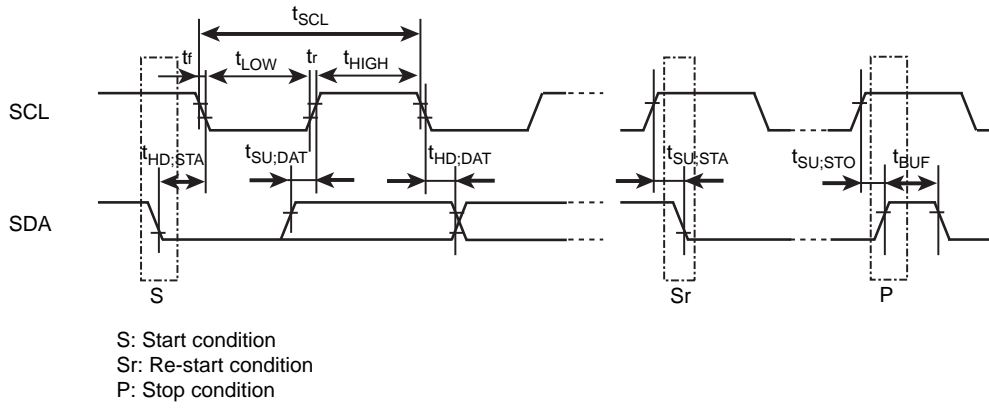 tSCL
tf tLOW tr tHIGH
SCL
tHD;STA tSU;DAT tHD;DAT tSU;STA tSU;STO tBUF
SDA
S Sr P
S: Start condition
Sr: Re-start condition
P: Stop condition